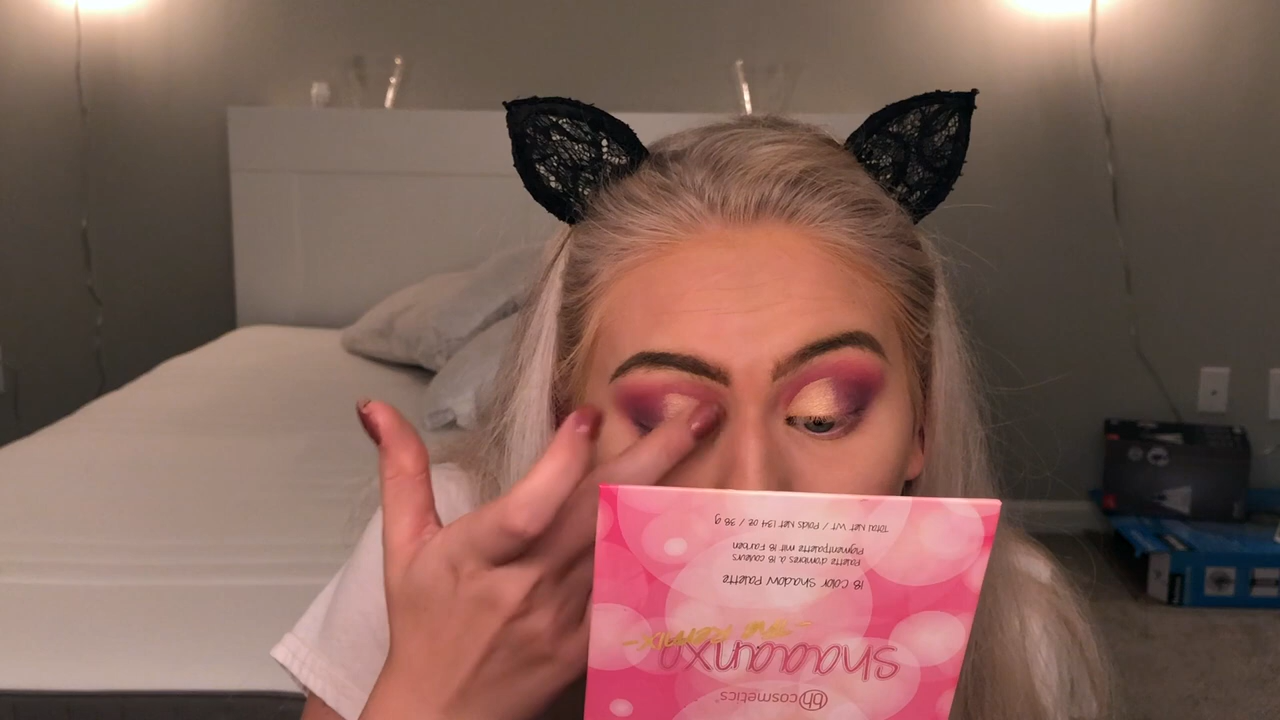 bh cosmetics®
shaaanxo
-THE REMIX-
18 Color Shadow Palette
Palette d'ombres à 18 couleurs
Pigmentpalette mit 18 Farben
Total Net Wt / Poids Net 1.34 oz / 38 g